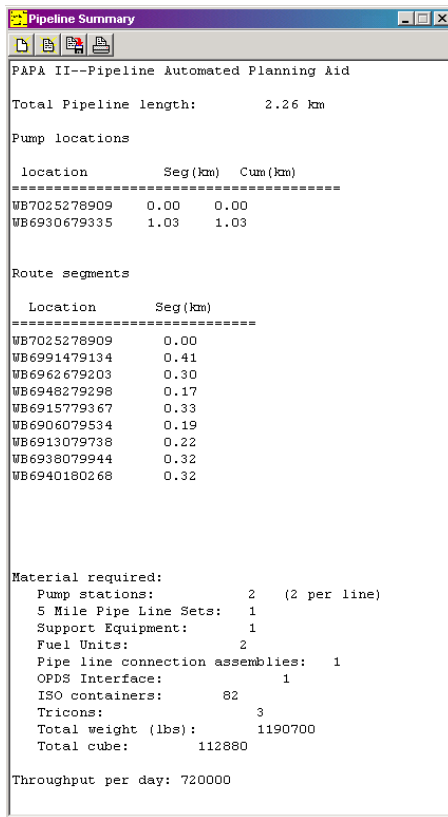 Pipeline Summary
PAPA II--Pipeline Automated Planning Aid
Total Pipeline length: 2.26 km
Pump locations
location Seg(km) Cum(km)
=======================================
WB7025278909 0.00 0.00
WB6930679335 1.03 1.03
Route segments
Location Seg(km)
=============================
WB7025278909 0.00
WB6991479134 0.41
WB6962679203 0.30
WB6948279298 0.17
WB6915779367 0.33
WB6906079534 0.19
WB6913079738 0.22
WB6938079944 0.32
WB6940180268 0.32
Material required:
Pump stations: 2 (2 per line)
5 Mile Pipe Line Sets: 1
Support Equipment: 1
Fuel Units: 2
Pipe line connection assemblies: 1
OPDS Interface: 1
ISO containers: 82
Tricons: 3
Total weight (lbs): 1190700
Total cube: 112880
Throughput per day: 720000